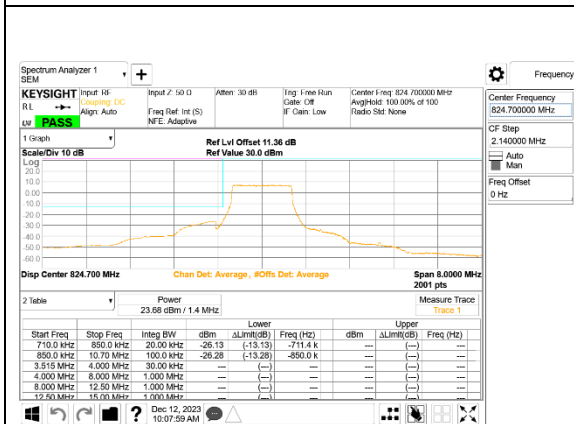 Spectrum Analyzer 1
SEM
Frequency
KEYSIGHT Input: RF Input Z: 50 Ω Atten: 30 dB Trig: Free Run Center Freq: 824.700000 MHz
Coupling: DC Gate: Off Avg|Hold: 100.00% of 100
RL Align: Auto Freq Ref: Int (S) IF Gain: Low Radio Std: None
NFE: Adaptive
PASS
Center Frequency
824.700000 MHz
CF Step
2.140000 MHz
Auto
Man
Freq Offset
0 Hz
1 Graph
Ref Lvl Offset 11.36 dB
Scale/Div 10 dB Ref Value 30.0 dBm
Log
20.0
10.0
0.00
-10.0
-20.0
-30.0
-40.0
-50.0
-60.0
Disp Center 824.700 MHz Chan Det: Average , #Offs Det: Average Span 8.0000 MHz
2001 pts
2 Table Power Measure Trace
23.68 dBm / 1.4 MHz Trace 1
Lower Upper
Start Freq Stop Freq Integ BW dBm ΔLimit(dB) Freq (Hz) dBm ΔLimit(dB) Freq (Hz)
710.0 kHz 850.0 kHz 20.00 kHz -26.13 (-13.13) -711.4 k --- (---) ---
850.0 kHz 10.70 MHz 100.0 kHz -26.28 (-13.28) -850.0 k --- (---) ---
3.515 MHz 4.000 MHz 30.00 kHz --- (---) --- --- (---) ---
4.000 MHz 8.000 MHz 1.000 MHz --- (---) --- --- (---) ---
8.000 MHz 12.50 MHz 1.000 MHz --- (---) --- --- (---) ---
12.50 MHz 15.00 MHz 1.000 MHz --- (---) --- --- (---) ---
Dec 12, 2023
10:07:59 AM